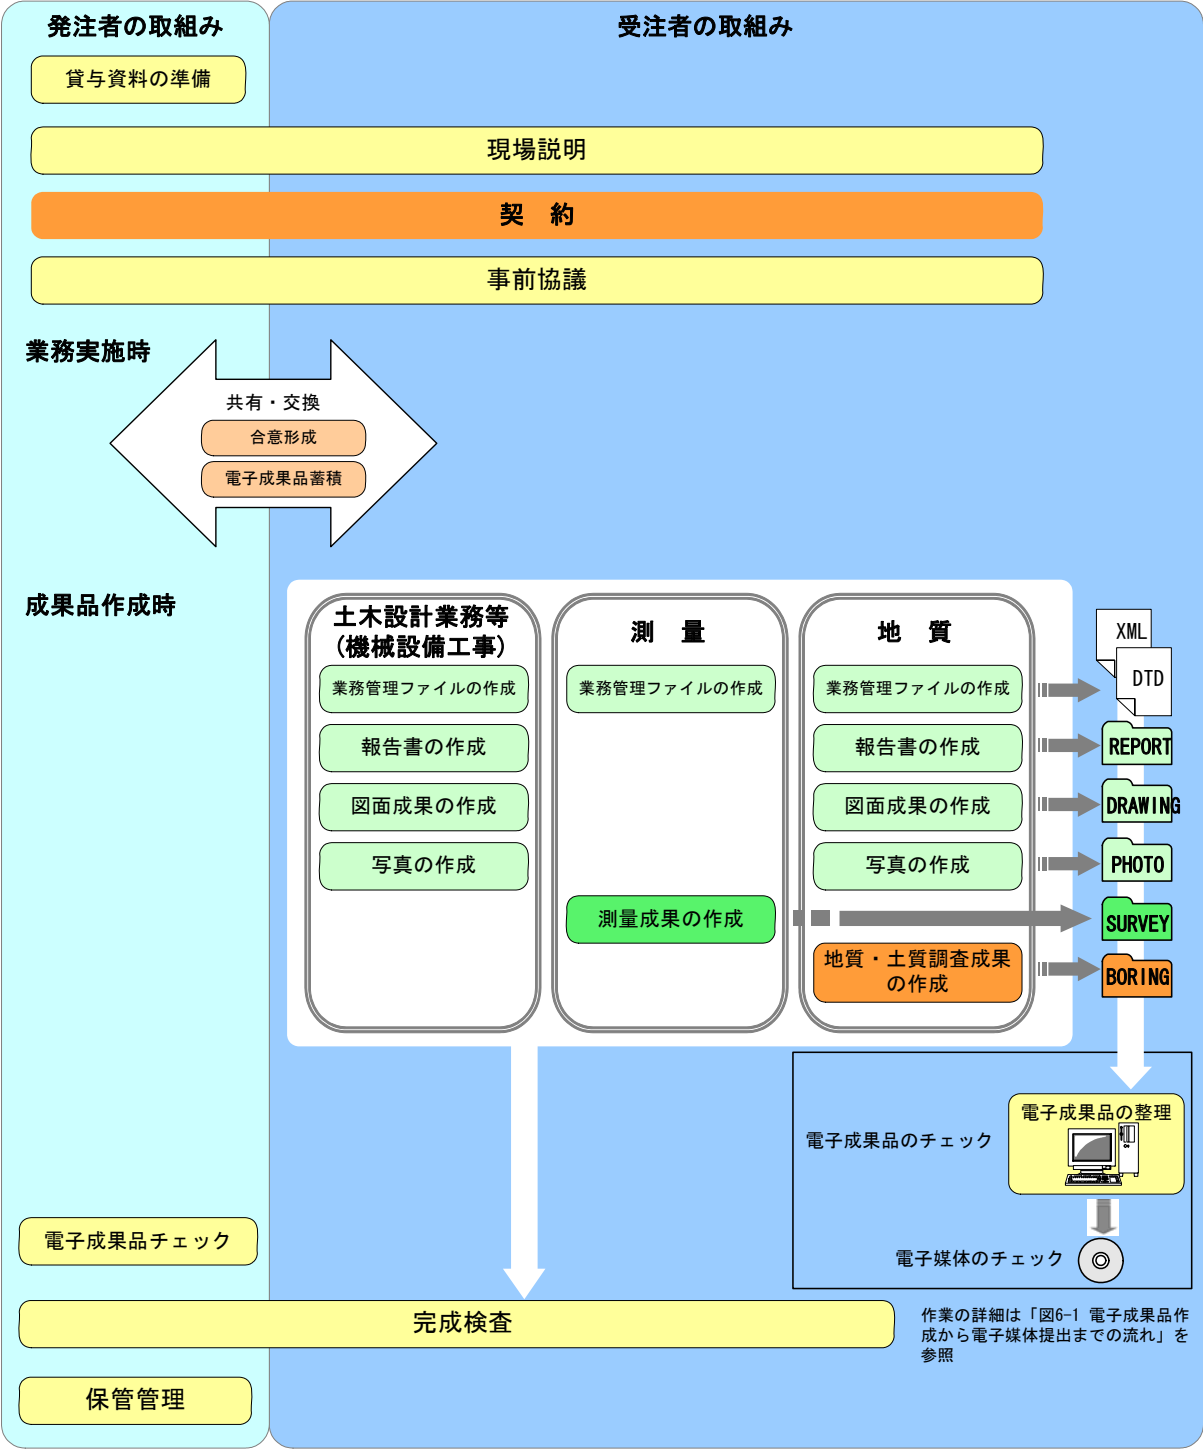 発注者の取組み
受注者の取組み
貸与資料の準備
現場説明
契　約
事前協議
業務実施時
共有・交換
合意形成
電子成果品蓄積
成果品作成時
土木設計業務等
(機械設備工事)
業務管理ファイルの作成
報告書の作成
図面成果の作成
写真の作成
測　量
業務管理ファイルの作成
測量成果の作成
地　質
業務管理ファイルの作成
報告書の作成
図面成果の作成
写真の作成
地質・土質調査成果
の作成
XML
DTD
REPORT
DRAWING
PHOTO
SURVEY
BORING
電子成果品の整理
電子成果品のチェック
電子媒体のチェック
電子成果品チェック
完成検査
作業の詳細は「図6-1 電子成果品作
成から電子媒体提出までの流れ」を
参照
保管管理